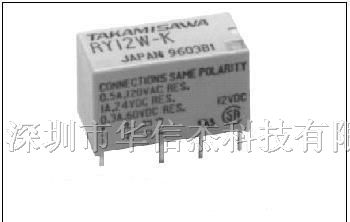 TAKAMISAWA
RY12W-K
JAPAN 9603B1
CONNECTIONS SAME POLARITY
0.5A,120VAC RES.
1A,24VDC RES.
0.3A,60VDC RES.
12VDC
深圳市华信杰科技有限